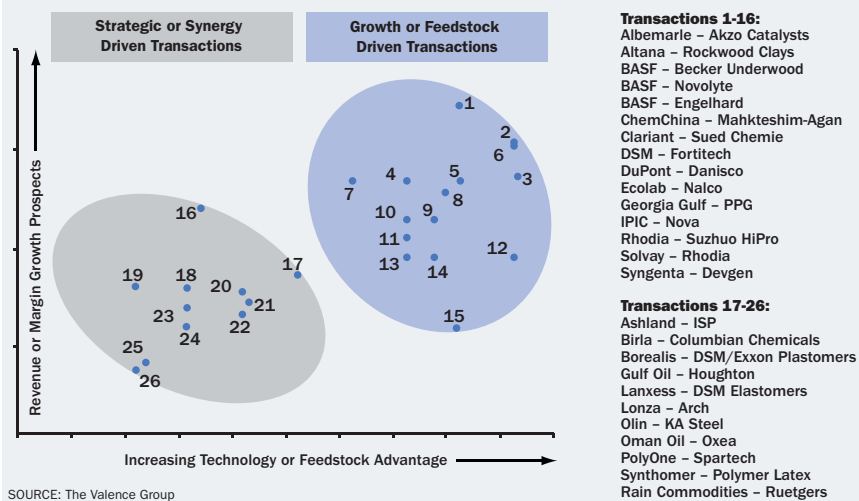 Strategic or Synergy
Driven Transactions
Growth or Feedstock
Driven Transactions
Revenue or Margin Growth Prospects
1
2
6
3
5
4
7
8
10
9
11
13
14
12
15
16
17
19
18
20
21
23
22
24
25
26
Increasing Technology or Feedstock Advantage
SOURCE: The Valence Group
Transactions 1-16:
Albemarle – Akzo Catalysts
Altana – Rockwood Clays
BASF – Becker Underwood
BASF – Novolyte
BASF – Engelhard
ChemChina – Mahkteshim-Agan
Clariant – Sued Chemie
DSM – Fortitech
DuPont – Danisco
Ecolab – Nalco
Georgia Gulf – PPG
IPIC – Nova
Rhodia – Suzhuo HiPro
Solvay – Rhodia
Syngenta – Devgen
Transactions 17-26:
Ashland – ISP
Birla – Columbian Chemicals
Borealis – DSM/Exxon Plastomers
Gulf Oil – Houghton
Lanxess – DSM Elastomers
Lonza – Arch
Olin – KA Steel
Oman Oil – Oxea
PolyOne – Spartech
Synthomer – Polymer Latex
Rain Commodities – Ruetgers